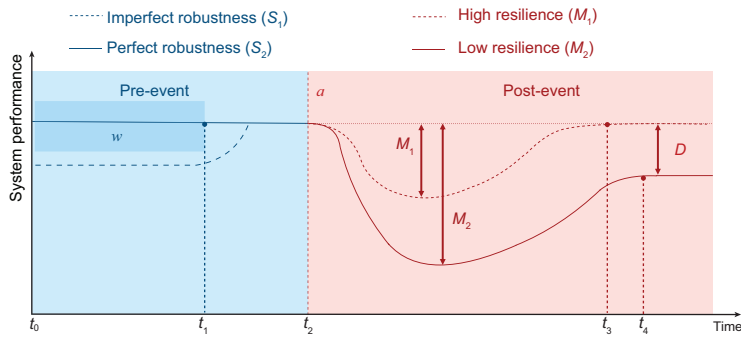 Imperfect robustness (S1)
High resilience (M1)
Perfect robustness (S2)
Low resilience (M2)
System performance
Pre-event
a
Post-event
w
M1
D
M2
t0
t1
t2
t3
t4
Time